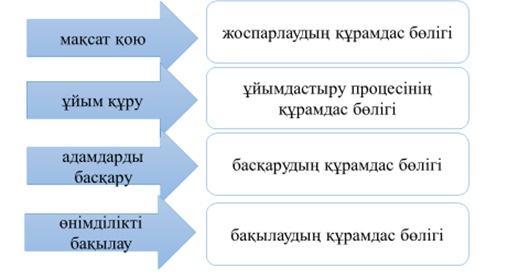 мақсат қою
жоспарлаудың құрамдас бөлігі
ұйым құру
ұйымдастыру процесінің
құрамдас бөлігі
адамдарды
басқару
басқарудың құрамдас бөлігі
өнімділікті
бақылау
бақылаудың құрамдас бөлігі